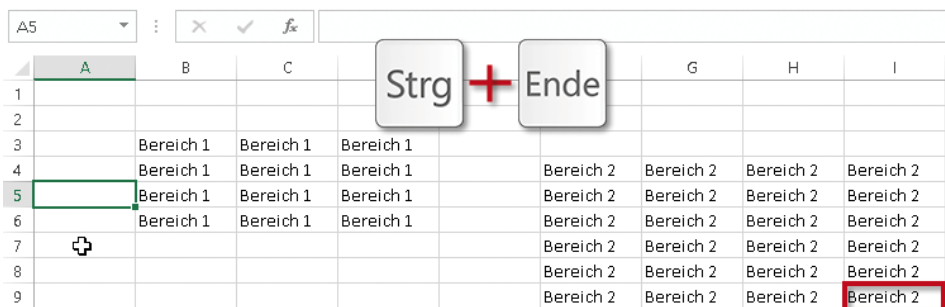 A5 fx
A B C G H I
Strg + Ende
1
2
3 Bereich 1 Bereich 1 Bereich 1
4 Bereich 1 Bereich 1 Bereich 1 Bereich 2 Bereich 2 Bereich 2 Bereich 2
5 Bereich 1 Bereich 1 Bereich 1 Bereich 2 Bereich 2 Bereich 2 Bereich 2
6 Bereich 1 Bereich 1 Bereich 1 Bereich 2 Bereich 2 Bereich 2 Bereich 2
7 Bereich 2 Bereich 2 Bereich 2 Bereich 2
8 Bereich 2 Bereich 2 Bereich 2 Bereich 2
9 Bereich 2 Bereich 2 Bereich 2 Bereich 2